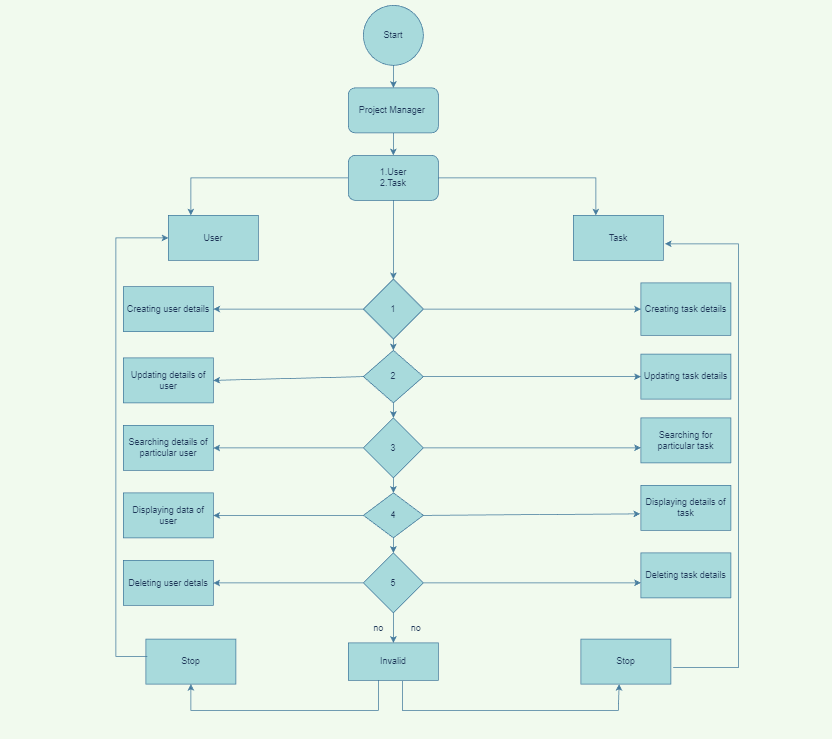 Start
Project Manager
1.User
2.Task
User
Task
Creating user details
1
Creating task details
Updating details of
user
2
Updating task details
Searching details of
particular user
3
Searching for
particular task
Displaying data of
user
4
Displaying details of
task
Deleting user detals
5
Deleting task details
no
no
Stop
Invalid
Stop